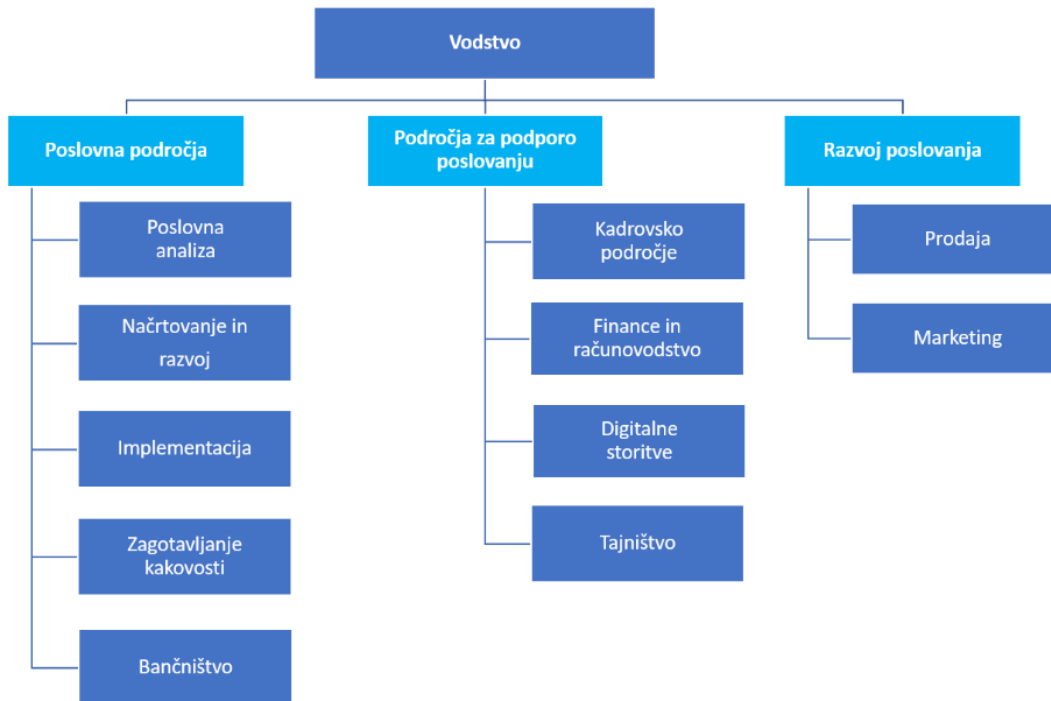 Vodstvo
Poslovna področja
Poslovna
analiza
Načrtovanje in
razvoj
Implementacija
Zagotavljanje
kakovosti
Bančništvo
Področja za podporo
poslovanju
Kadrovsko
področje
Finance in
računovodstvo
Digitalne
storitve
Tajništvo
Razvoj poslovanja
Prodaja
Marketing